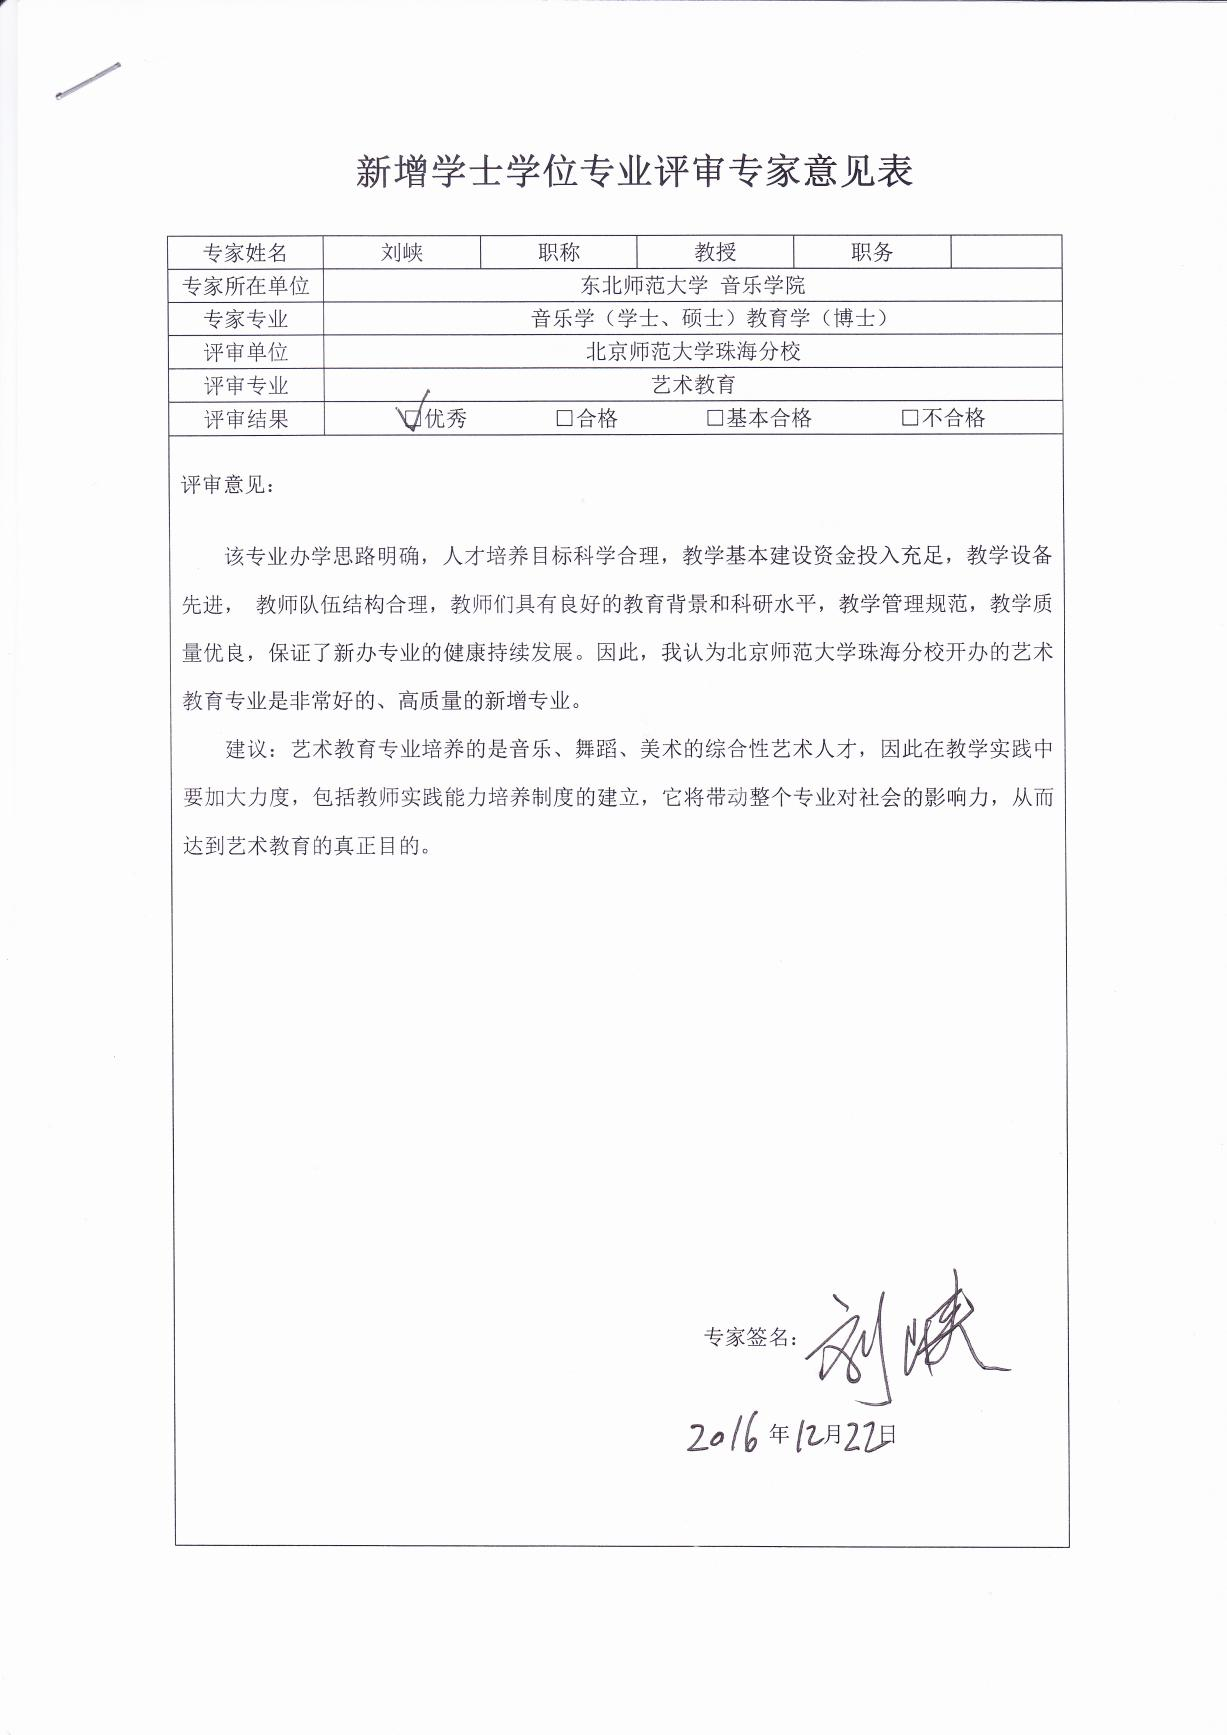 新增学士学位专业评审专家意见表
专家姓名 刘峡 职称 教授 职务
专家所在单位 东北师范大学 音乐学院
专家专业 音乐学（学士、硕士）教育学（博士）
评审单位 北京师范大学珠海分校
评审专业 艺术教育
评审结果 ☑优秀 □合格 □基本合格 □不合格
评审意见：
该专业办学思路明确，人才培养目标科学合理，教学基本建设资金投入充足，教学设备
先进， 教师队伍结构合理，教师们具有良好的教育背景和科研水平，教学管理规范，教学质
量优良，保证了新办专业的健康持续发展。因此，我认为北京师范大学珠海分校开办的艺术
教育专业是非常好的、高质量的新增专业。
建议：艺术教育专业培养的是音乐、舞蹈、美术的综合性艺术人才，因此在教学实践中
要加大力度，包括教师实践能力培养制度的建立，它将带动整个专业对社会的影响力，从而
达到艺术教育的真正目的。
专家签名：刘峡
2016年12月22日